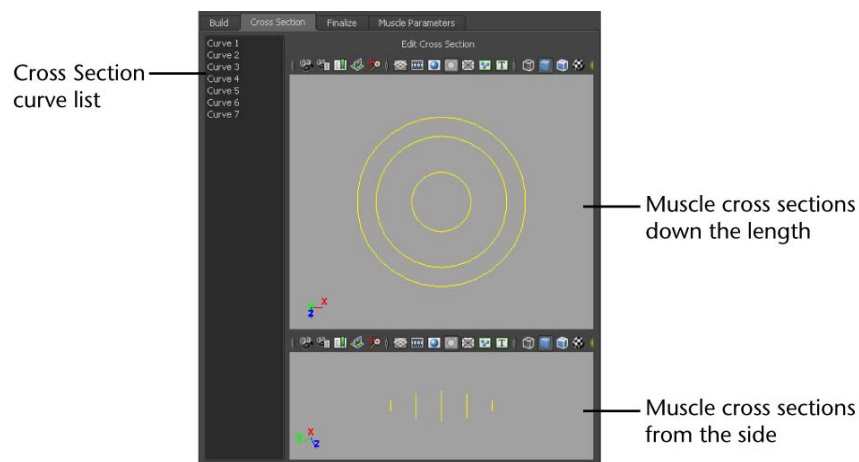 Build Cross Section Finalize Muscle Parameters
Curve 1
Curve 2
Curve 3
Curve 4
Curve 5
Curve 6
Curve 7
Edit Cross Section
Cross Section
curve list
T
X
Z
Muscle cross sections
down the length
T
X
Y
Z
Muscle cross sections
from the side